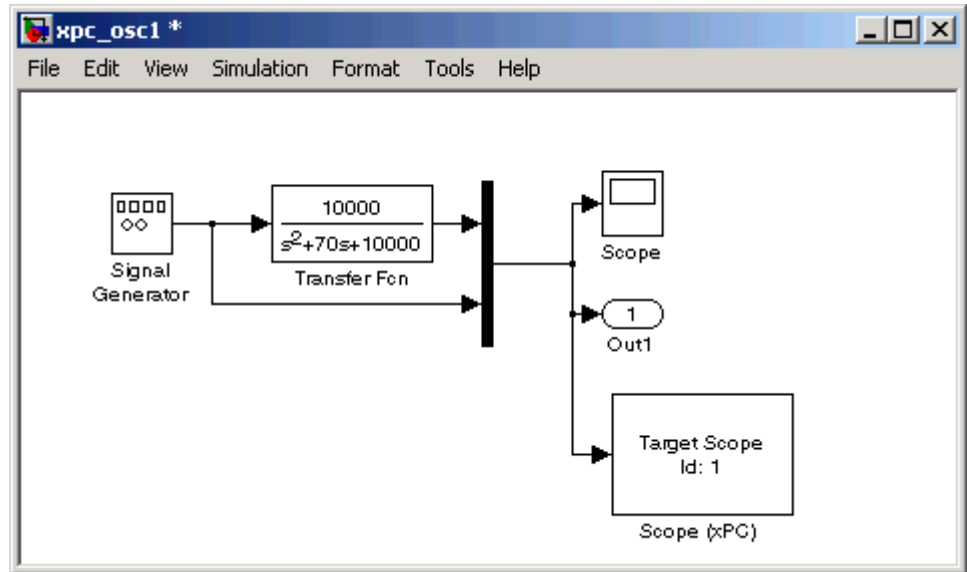 xpc_osc1 *
File Edit View Simulation Format Tools Help
10000
s²+70s+10000
Transfer Fcn
Signal
Generator
Scope
1
Out1
Target Scope
Id: 1
Scope (xPC)